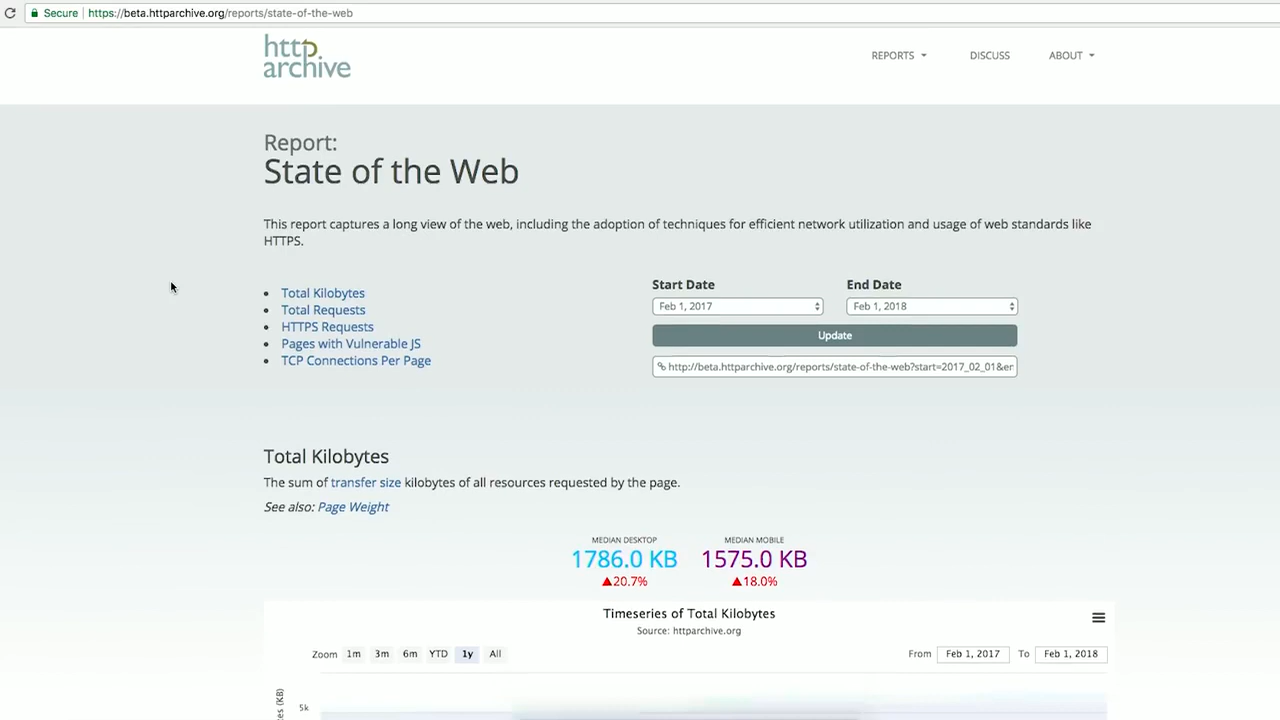 Secure https://beta.httparchive.org/reports/state-of-the-web
http
archive
REPORTS DISCUSS ABOUT
Report:
State of the Web
This report captures a long view of the web, including the adoption of techniques for efficient network utilization and usage of web standards like
HTTPS.
Total Kilobytes
Total Requests
HTTPS Requests
Pages with Vulnerable JS
TCP Connections Per Page
Start Date End Date
Feb 1, 2017 Feb 1, 2018
Update
http://beta.httparchive.org/reports/state-of-the-web?start=2017_02_01&en
Total Kilobytes
The sum of transfer size kilobytes of all resources requested by the page.
See also: Page Weight
MEDIAN DESKTOP MEDIAN MOBILE
1786.0 KB 1575.0 KB
▲20.7% ▲18.0%
Timeseries of Total Kilobytes
Source: httparchive.org
Zoom 1m 3m 6m YTD 1y All From Feb 1, 2017 To Feb 1, 2018
(KB)
5k